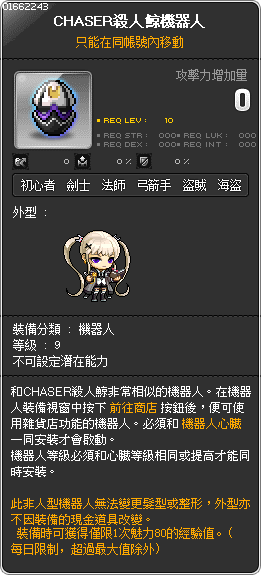 01662243
CHASER殺人鯨機器人
只能在同帳號內移動
攻擊力增加量
0
REQ LEV : 10
REQ STR : 000 REQ LUK : 000
REQ DEX : 000 REQ INT : 000
0 0% 0%
初心者 劍士 法師 弓箭手 盜賊 海盜
外型 :
裝備分類 : 機器人
等級 : 9
不可設定潛在能力
和CHASER殺人鯨非常相似的機器人。在機器
人裝備視窗中按下 前往商店 按鈕後，便可使
用雜貨店功能的機器人。必須和 機器人心臟
一同安裝才會啟動。
機器人等級必須和心臟等級相同或提高才能同
時安裝。
此非人型機器人無法變更髮型或整形，外型亦
不因裝備的現金道具改變。
裝備時可獲得僅限1次魅力80的經驗值。(
每日限制，超過最大值除外)